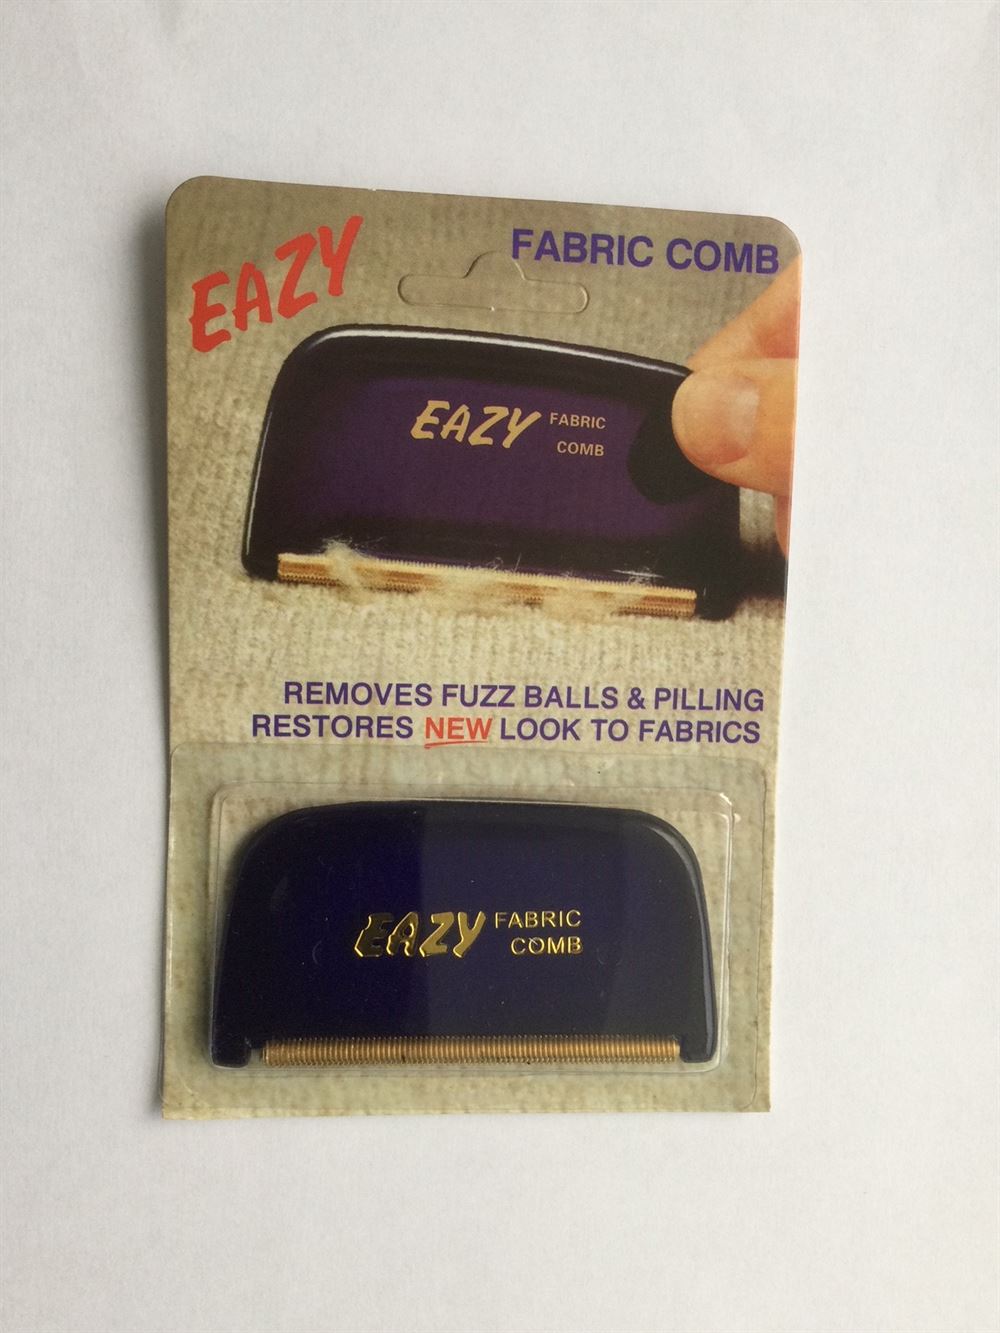 EAZY
FABRIC COMB
EAZY FABRIC
COMB
REMOVES FUZZ BALLS & PILLING
RESTORES NEW LOOK TO FABRICS
EAZY FABRIC
COMB